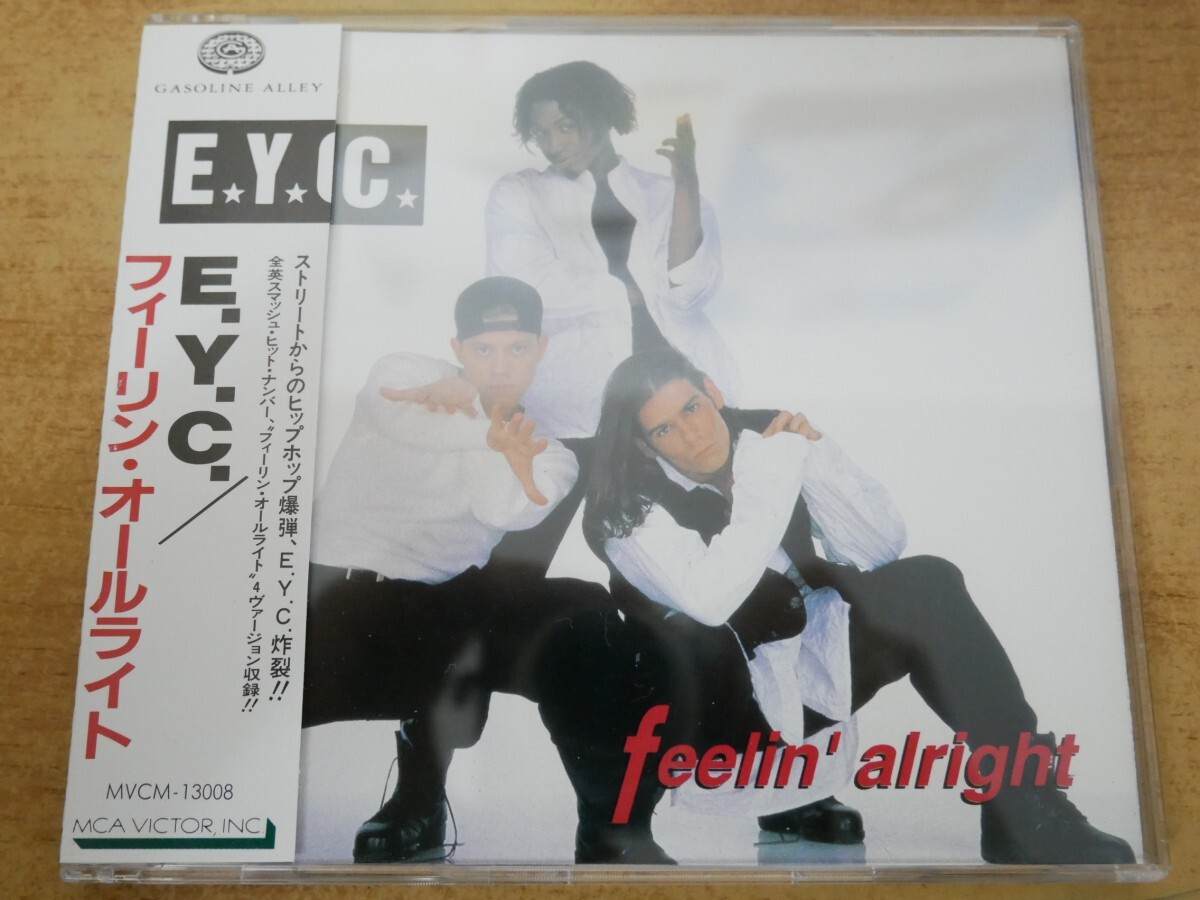 GASOLINE ALLEY
E.Y.C.
E.Y.C./
フィーリン・オールライト
ストリートからのヒップホップ爆弾、E.Y.C.炸裂!!
全英スマッシュ・ヒット・ナンバー、“フィーリン・オールライト”4ヴァージョン収録!!
MVCM-13008
MCA VICTOR, INC
feelin' alright